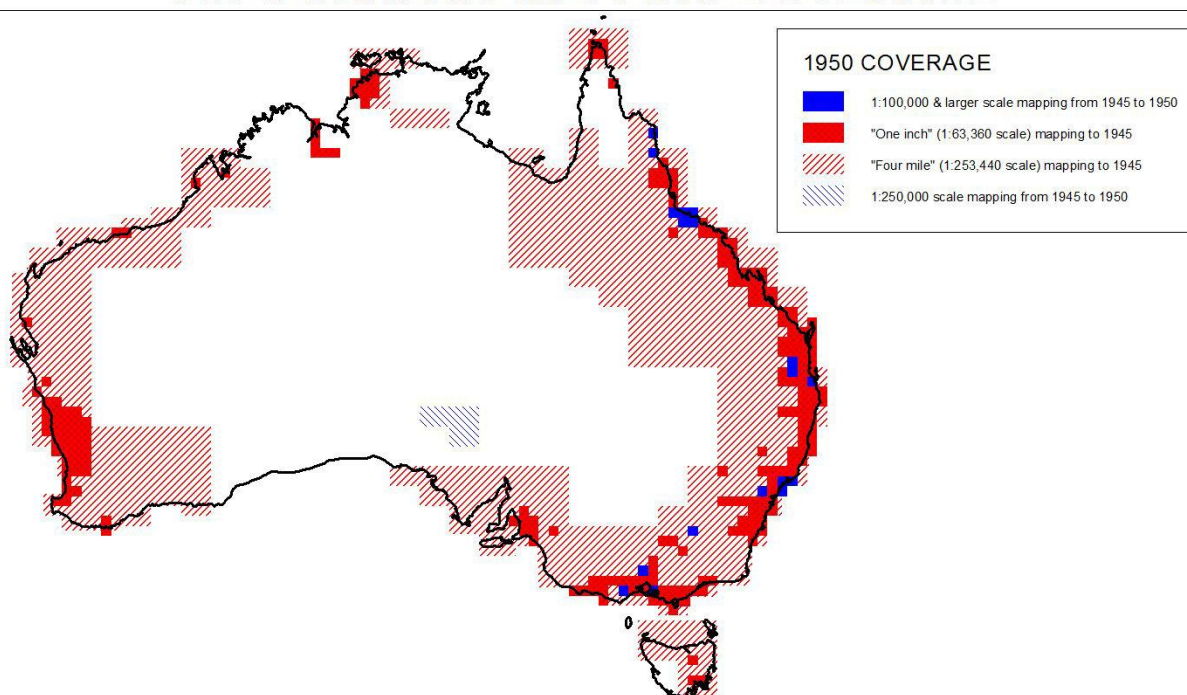 1950 COVERAGE
1:100,000 & larger scale mapping from 1945 to 1950
"One inch" (1:63,360 scale) mapping to 1945
"Four mile" (1:253,440 scale) mapping to 1945
1:250,000 scale mapping from 1945 to 1950